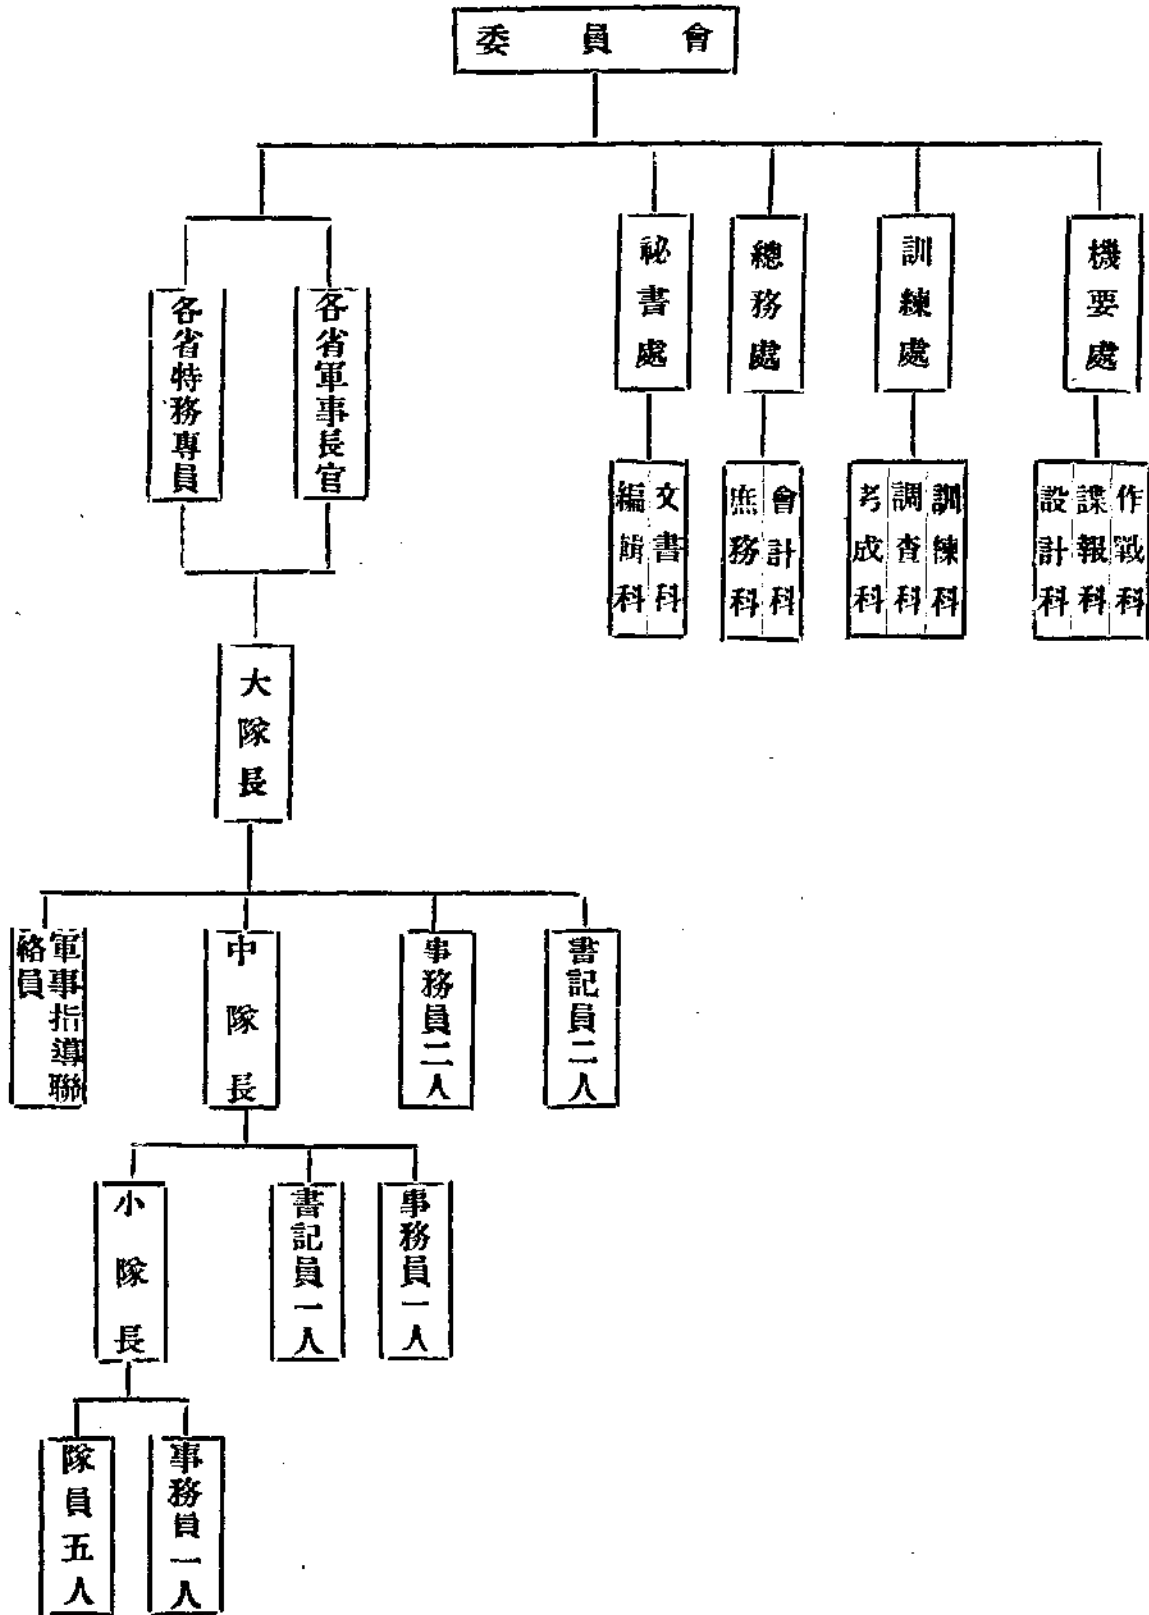 委員會
機要處
訓練處
總務處
秘書處
各省軍事長官
各省特務專員
作戰科
諜報科
設計科
訓練科
調查科
考成科
會計科
庶務科
文書科
編輯科
大隊長
書記員二人
事務員二人
中隊長
軍事指導聯
絡員
事務員一人
書記員一人
小隊長
事務員一人
隊員五人